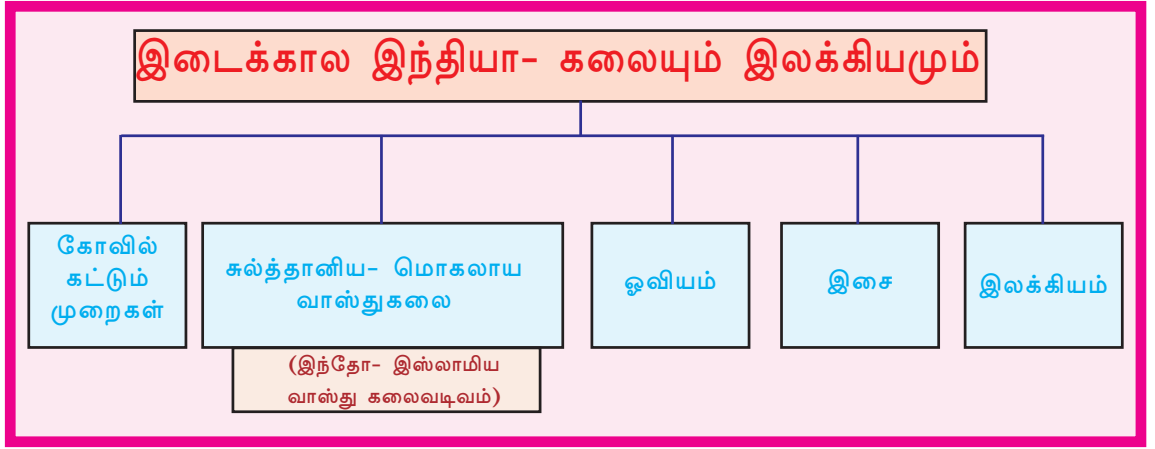 இடைக்கால இந்தியா- கலையும் இலக்கியமும்
கோவில்
கட்டும்
முறைகள்
சுல்த்தானிய- மொகலாய
வாஸ்துகலை
(இந்தோ- இஸ்லாமிய
வாஸ்து கலைவடிவம்)
ஓவியம்
இசை
இலக்கியம்